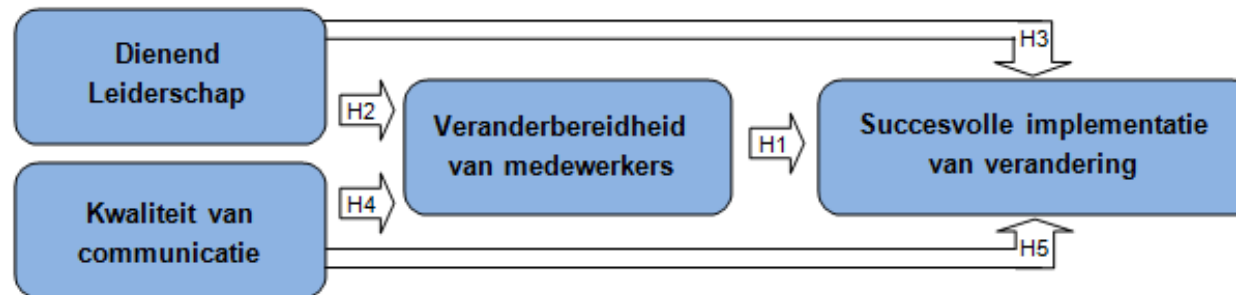 Dienend
Leiderschap
H3
H2
Veranderbereidheid
van medewerkers
H1
Succesvolle implementatie
van verandering
H4
Kwaliteit van
communicatie
H5